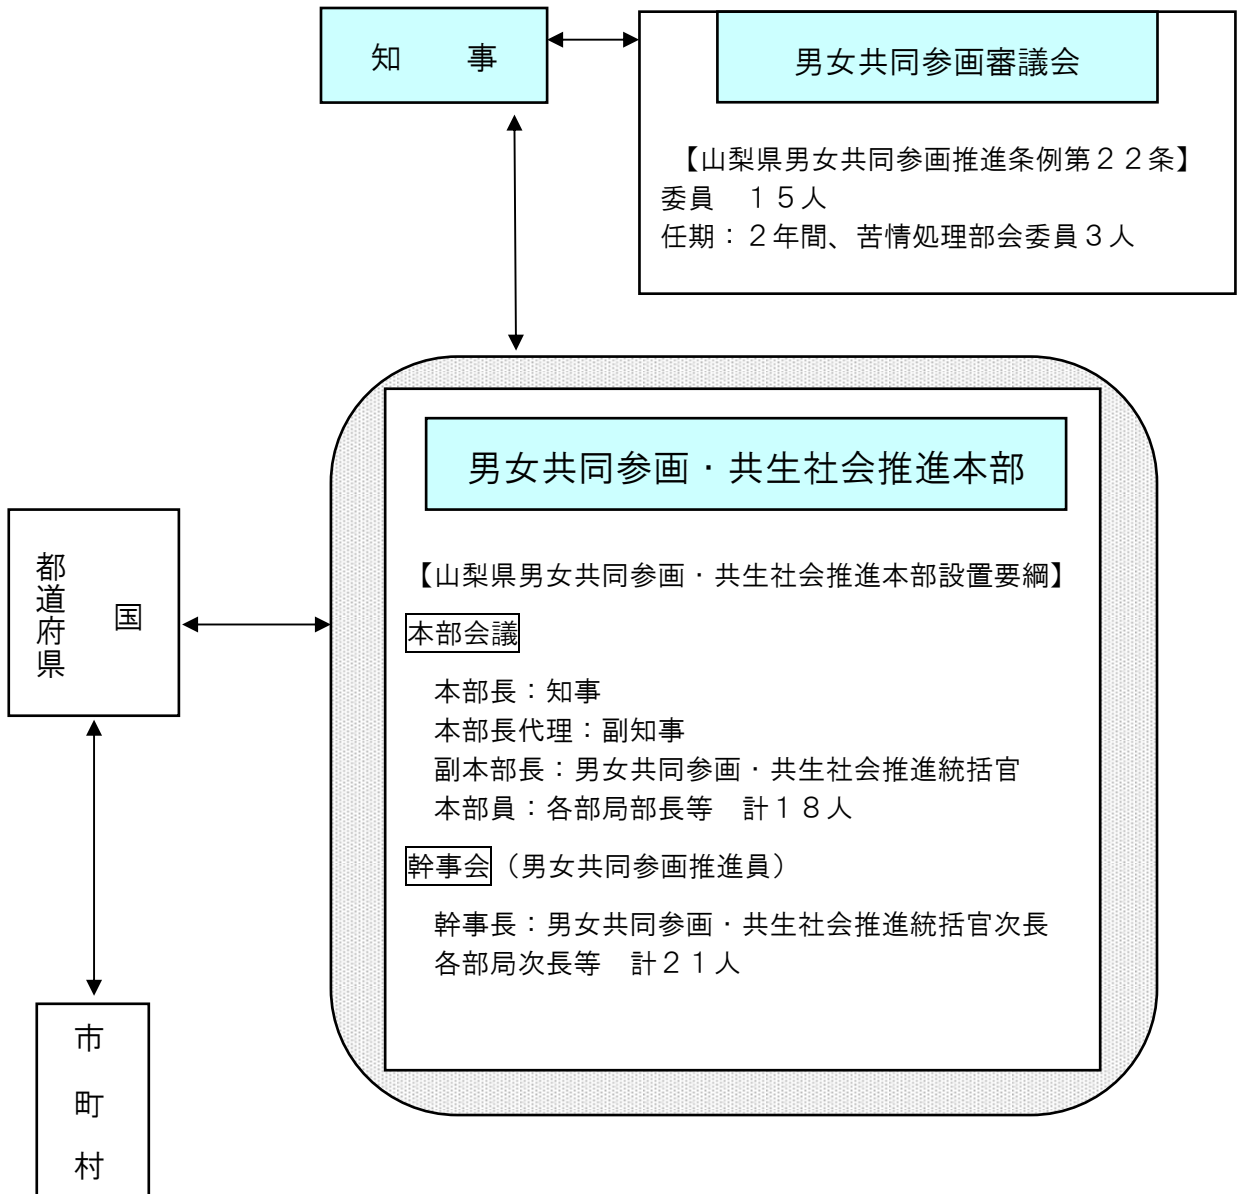 知　　事
男女共同参画審議会
【山梨県男女共同参画推進条例第２２条】
委員　１５人
任期：２年間、苦情処理部会委員３人
男女共同参画・共生社会推進本部
【山梨県男女共同参画・共生社会推進本部設置要綱】
本部会議
本部長：知事
本部長代理：副知事
副本部長：男女共同参画・共生社会推進統括官
本部員：各部局部長等　計１８人
幹事会（男女共同参画推進員）
幹事長：男女共同参画・共生社会推進統括官次長
各部局次長等　計２１人
国
都道府県
市町村